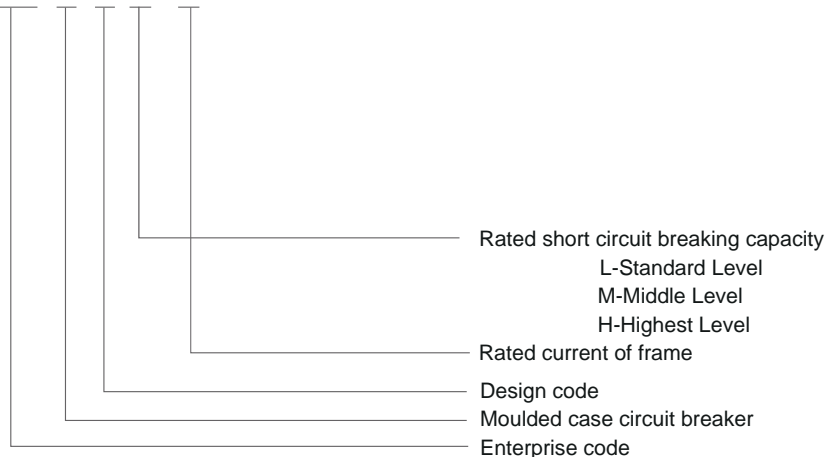 Rated short circuit breaking capacity
L-Standard Level
M-Middle Level
H-Highest Level
Rated current of frame
Design code
Moulded case circuit breaker
Enterprise code